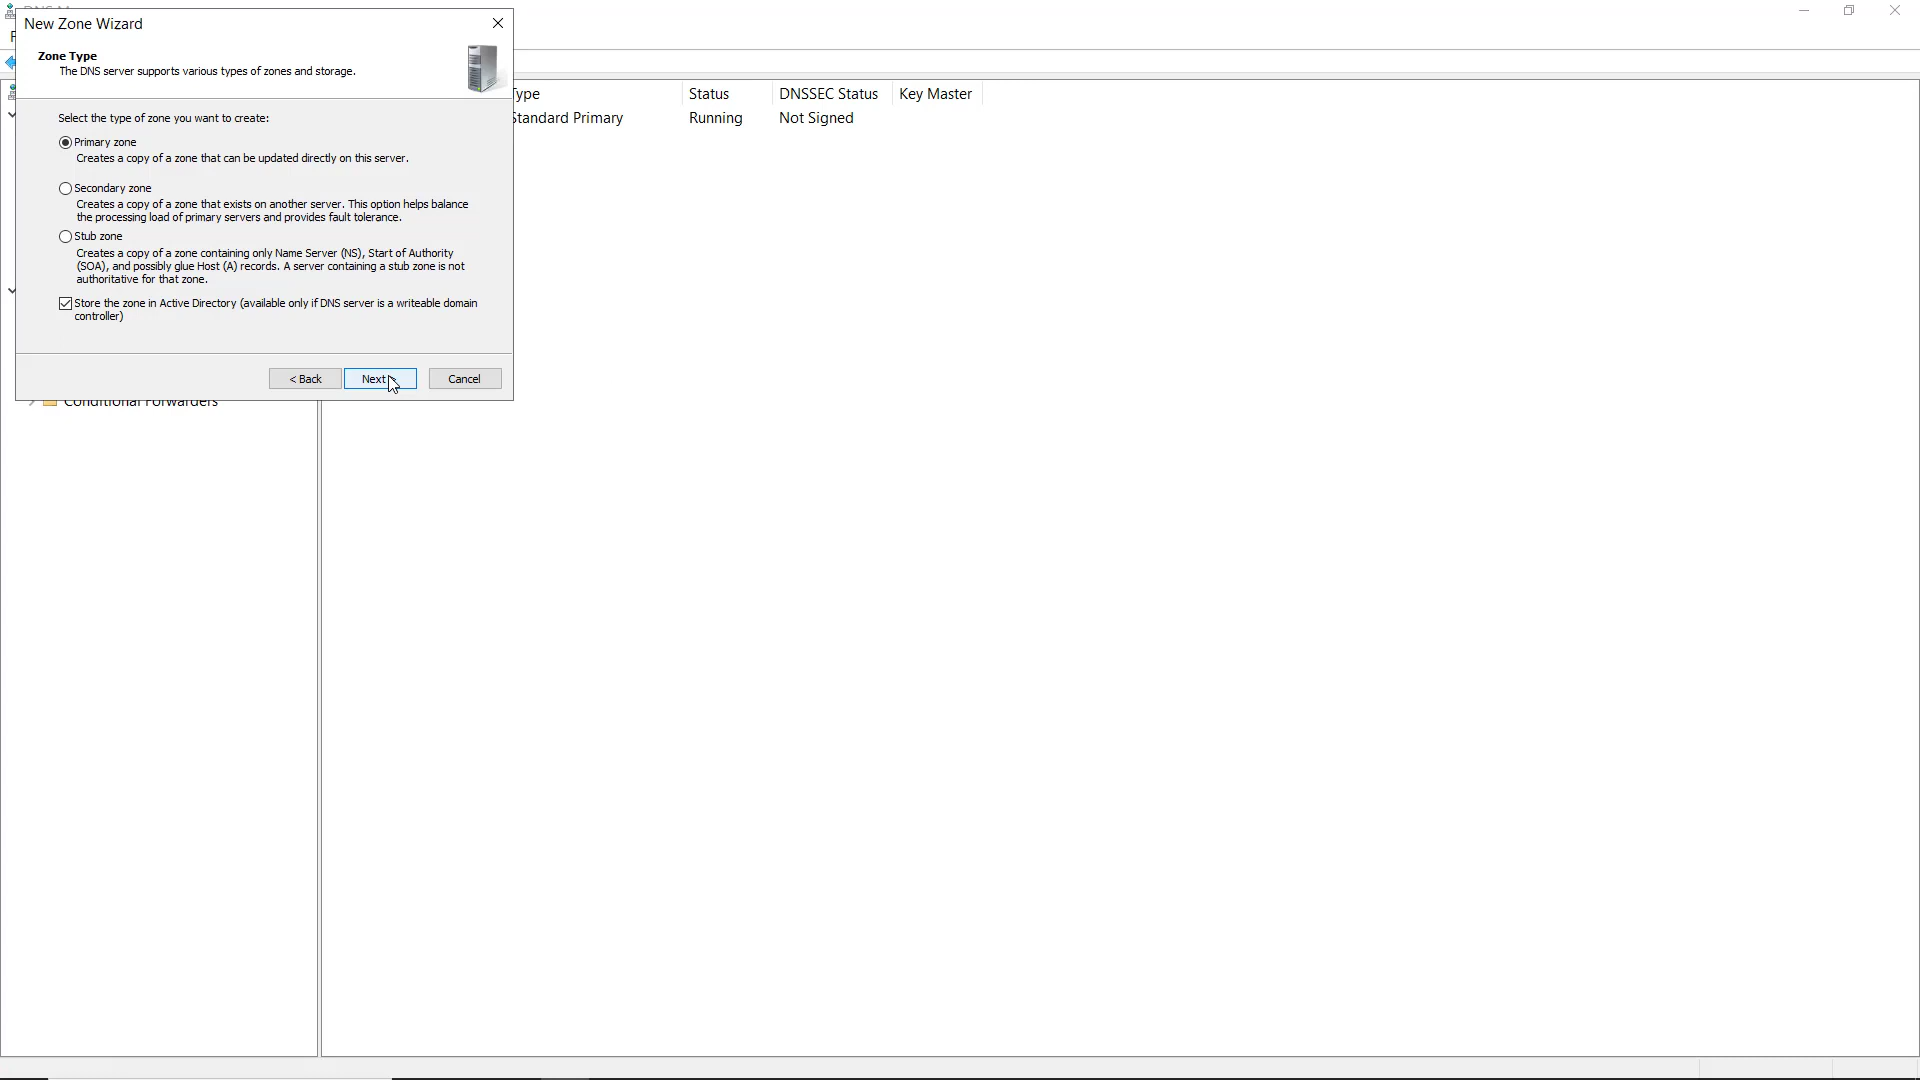 New Zone Wizard
Zone Type
The DNS server supports various types of zones and storage.
Type Status DNSSEC Status Key Master
Standard Primary Running Not Signed
Select the type of zone you want to create:
Primary zone
Creates a copy of a zone that can be updated directly on this server.
Secondary zone
Creates a copy of a zone that exists on another server. This option helps balance
the processing load of primary servers and provides fault tolerance.
Stub zone
Creates a copy of a zone containing only Name Server (NS), Start of Authority
(SOA), and possibly glue Host (A) records. A server containing a stub zone is not
authoritative for that zone.
Store the zone in Active Directory (available only if DNS server is a writeable domain
controller)
< Back Next > Cancel
Conditional Forwarders